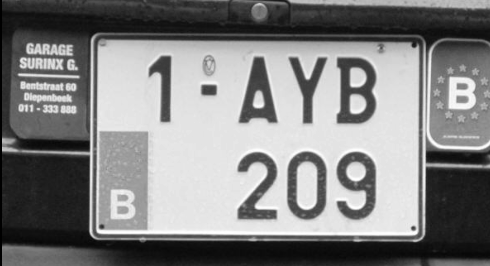 GARAGE
SURINX G.
Bentstraat 60
Diepenbeek
011 - 333 888
1-AYB
209
B
B